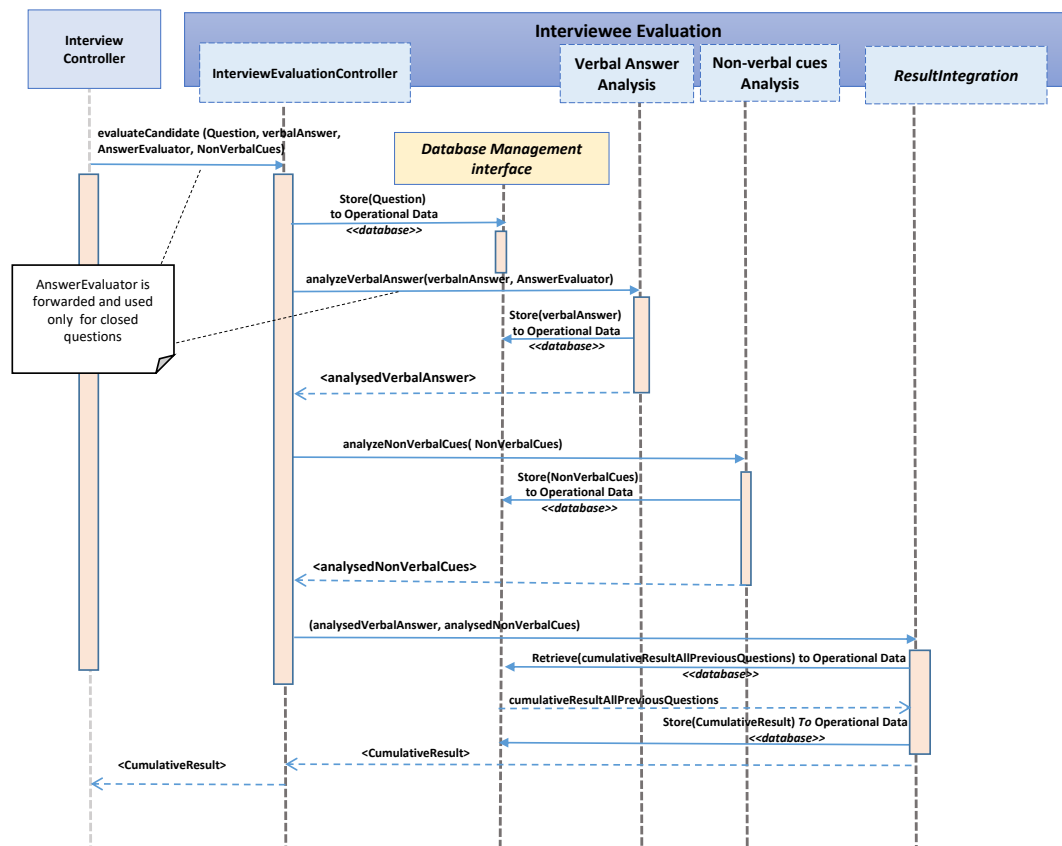 Interviewee Evaluation
Interview
Controller
InterviewEvaluationController
Verbal Answer
Analysis
Non-verbal cues
Analysis
ResultIntegration
evaluateCandidate (Question, verbalAnswer,
AnswerEvaluator, NonVerbalCues)
Database Management
interface
Store(Question)
to Operational Data
<<database>>
AnswerEvaluator is
forwarded and used
only for closed
questions
analyzeVerbalAnswer(verbalnAnswer, AnswerEvaluator)
Store(verbalAnswer)
to Operational Data
<<database>>
<analysedVerbalAnswer>
analyzeNonVerbalCues( NonVerbalCues)
Store(NonVerbalCues)
to Operational Data
<<database>>
<analysedNonVerbalCues>
(analysedVerbalAnswer, analysedNonVerbalCues)
Retrieve(cumulativeResultAllPreviousQuestions) to Operational Data
<<database>>
cumulativeResultAllPreviousQuestions
Store(CumulativeResult) To Operational Data
<<database>>
<CumulativeResult>
<CumulativeResult>